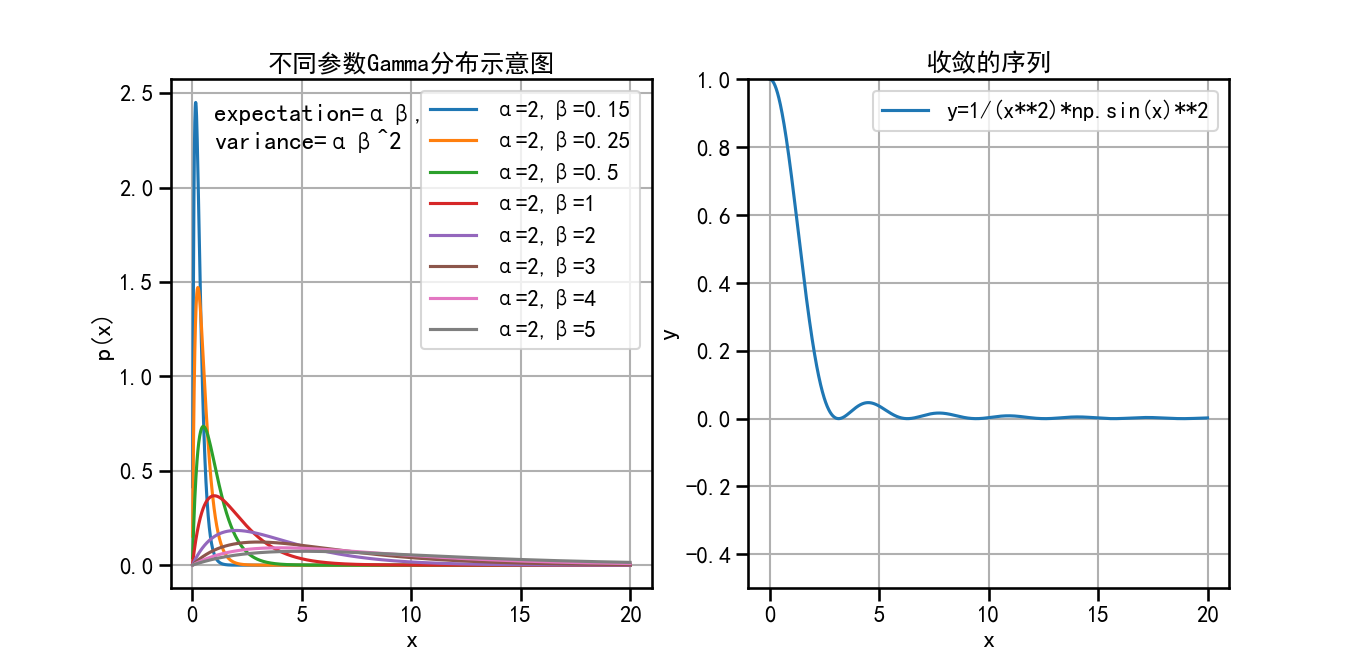 不同参数Gamma分布示意图
2.5
2.0
1.5
1.0
0.5
0.0
p(x)
expectation=αβ,
variance=αβ^2
α=2, β=0.15
α=2, β=0.25
α=2, β=0.5
α=2, β=1
α=2, β=2
α=2, β=3
α=2, β=4
α=2, β=5
0 5 10 15 20
x
收敛的序列
1.0
0.8
0.6
0.4
0.2
0.0
−0.2
−0.4
y
y=1/(x**2)*np.sin(x)**2
0 5 10 15 20
x